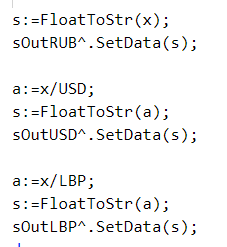 s:=FloatToStr(x);
sOutRUB^.SetData(s);
a:=x/USD;
s:=FloatToStr(a);
sOutUSD^.SetData(s);
a:=x/LBP;
s:=FloatToStr(a);
sOutLBP^.SetData(s);